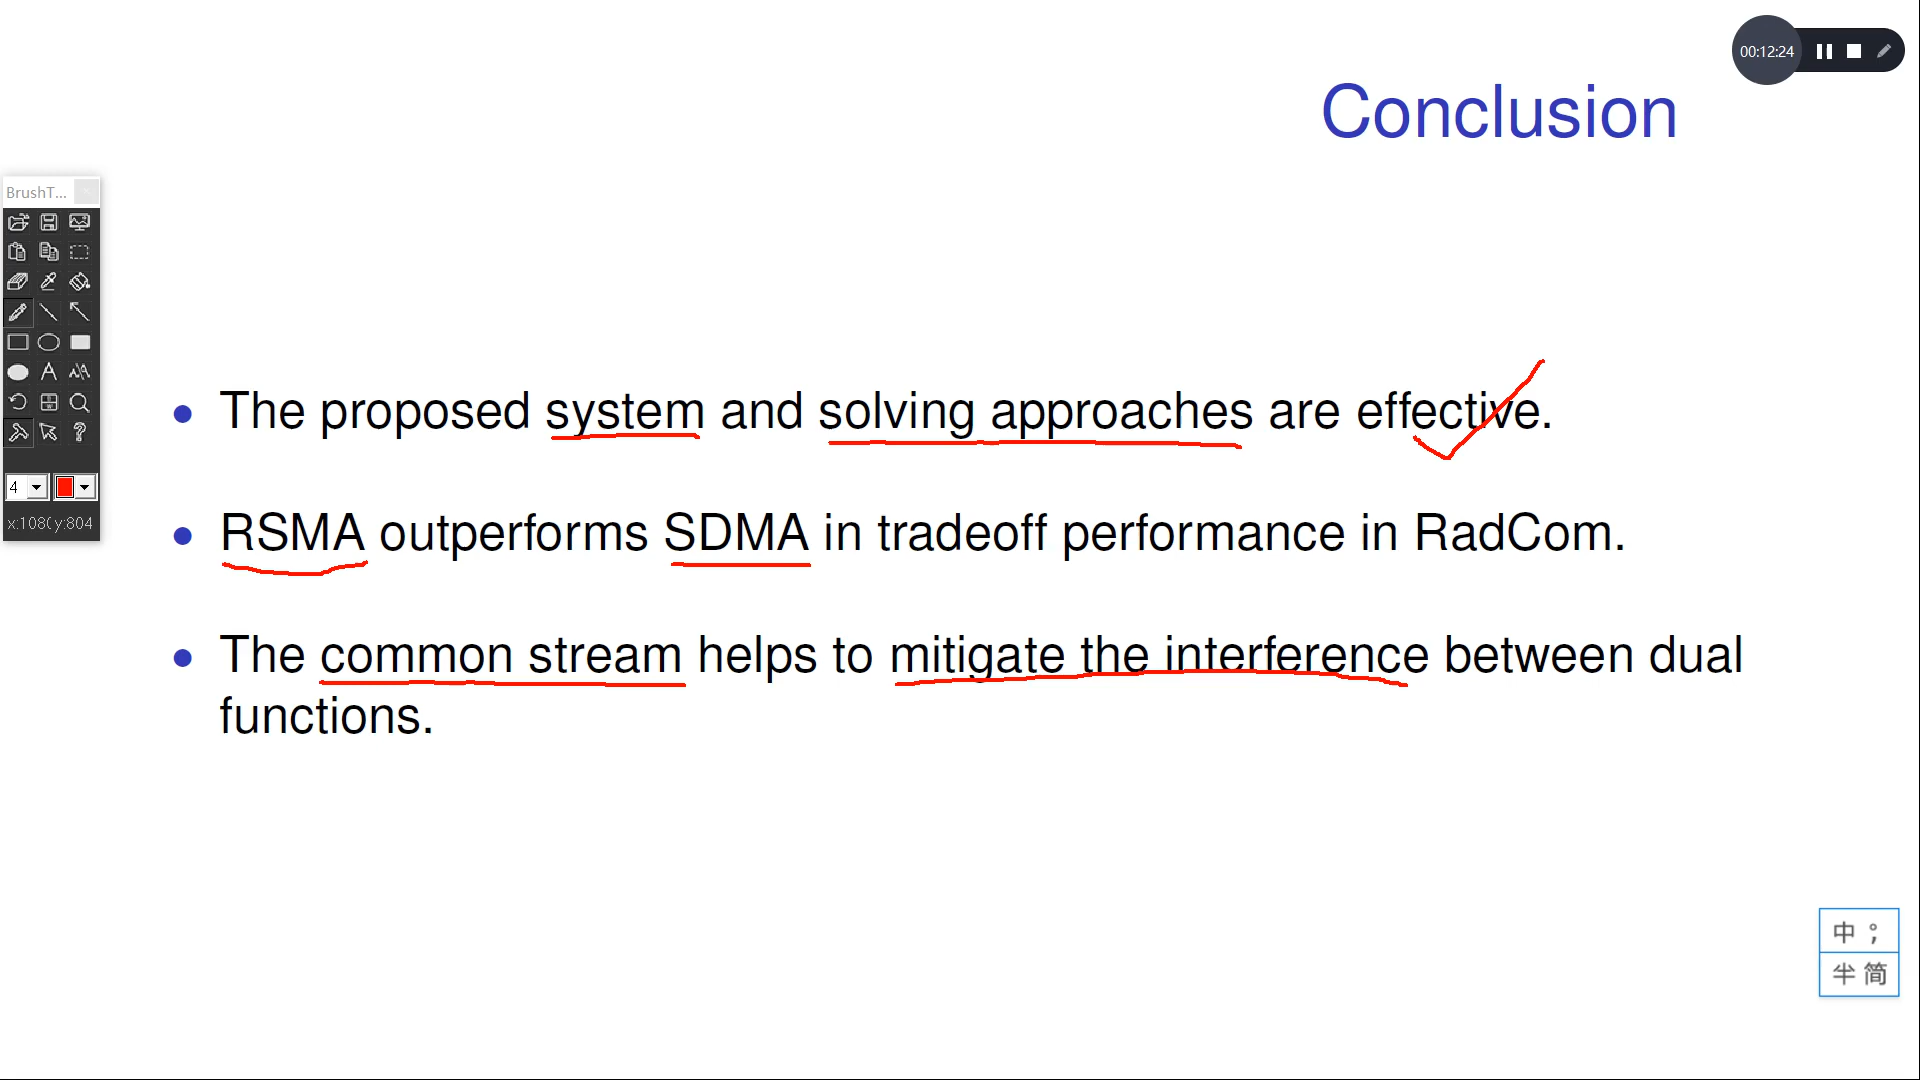 00:12:24
Conclusion
BrushT...
• The proposed system and solving approaches are effective.
4
x:108 y:804
• RSMA outperforms SDMA in tradeoff performance in RadCom.
• The common stream helps to mitigate the interference between dual
functions.
中 ;
半 简